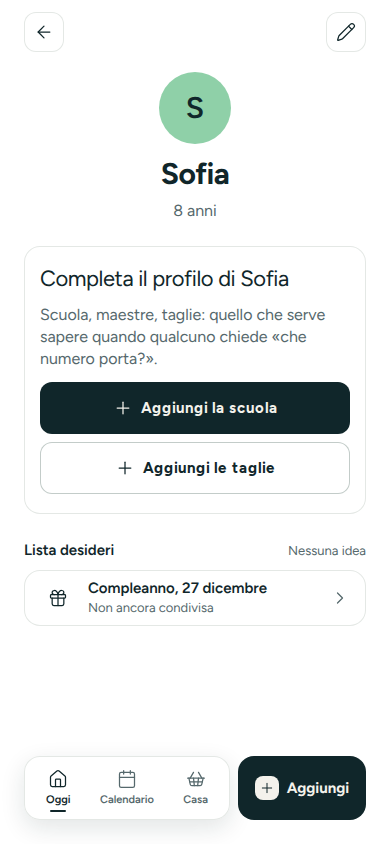 S
Sofia
8 anni
Completa il profilo di Sofia
Scuola, maestre, taglie: quello che serve
sapere quando qualcuno chiede «che
numero porta?».
Aggiungi la scuola
Aggiungi le taglie
Lista desideri
Nessuna idea
Compleanno, 27 dicembre
Non ancora condivisa
Oggi
Calendario
Casa
Aggiungi